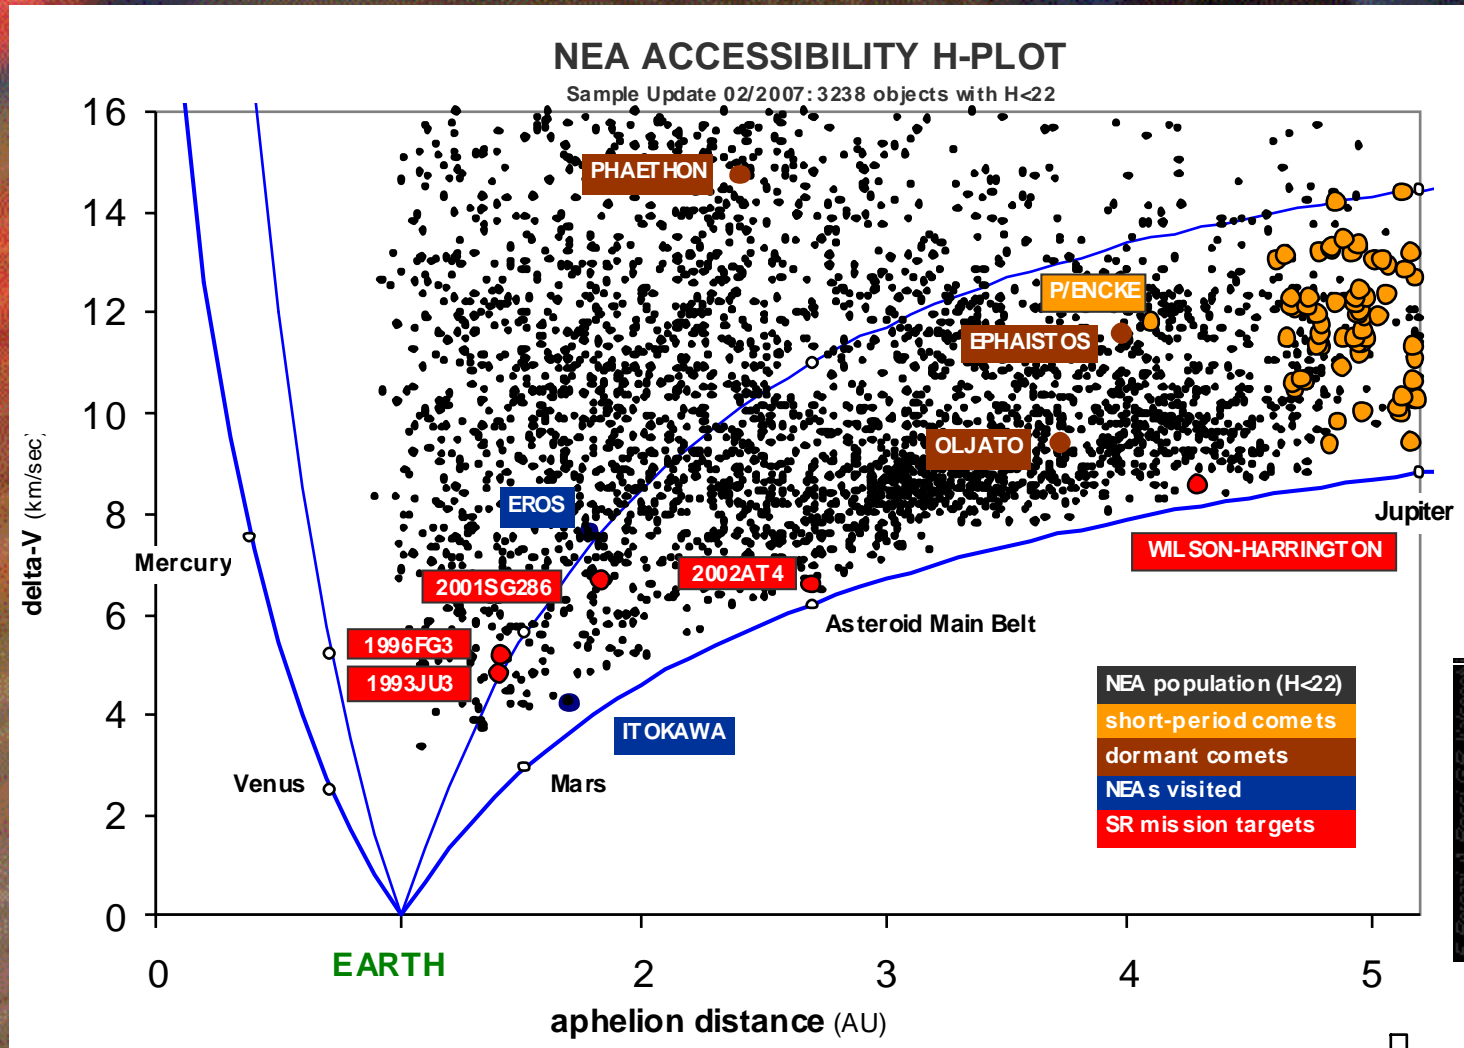 NEA ACCESSIBILITY H-PLOT
Sample Update 02/2007: 3238 objects with H<22
16
14
12
10
8
6
4
2
0
delta-V (km/sec)
PHAETHON
P/ENCKE
EPHAISTOS
OLJATO
EROS
Mercury
Jupiter
WILSON-HARRINGTON
2001SG286
2002AT4
Asteroid Main Belt
1996FG3
1993JU3
ITOKAWA
Venus
Mars
NEA population (H<22)
short-period comets
dormant comets
NEAs visited
SR mission targets
0
EARTH
2
3
4
5
aphelion distance (AU)